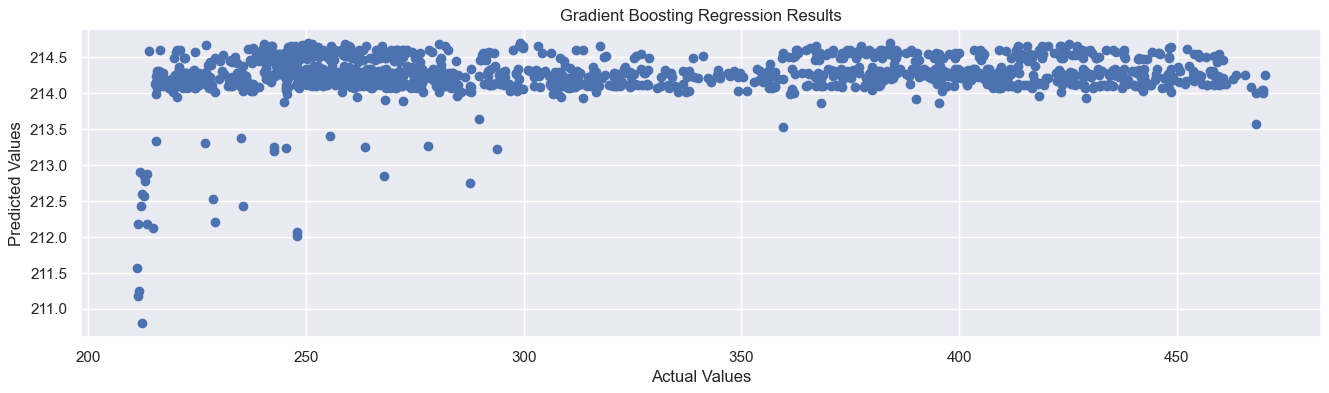 Gradient Boosting Regression Results
Predicted Values
214.5
214.0
213.5
213.0
212.5
212.0
211.5
211.0
200 250 300 350 400 450
Actual Values